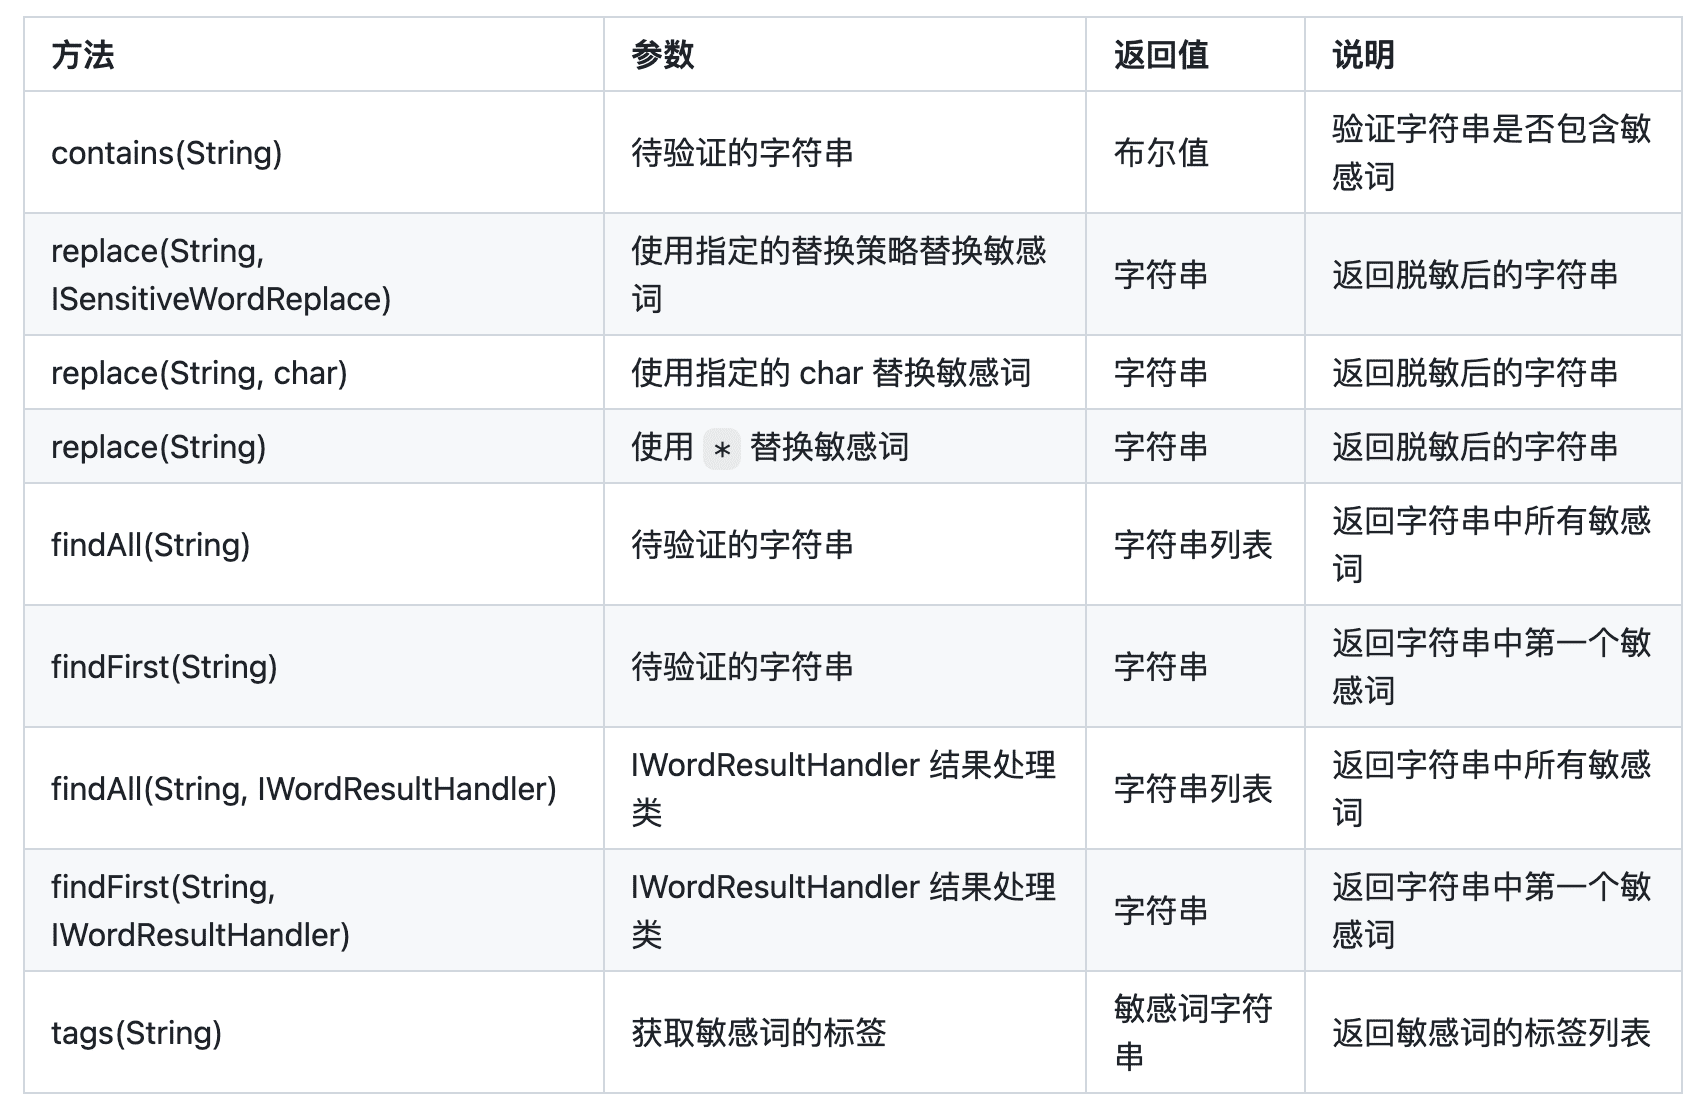 方法 参数 返回值 说明
contains(String) 待验证的字符串 布尔值 验证字符串是否包含敏
感词
replace(String, 使用指定的替换策略替换敏感 字符串 返回脱敏后的字符串
ISensitiveWordReplace) 词
replace(String, char) 使用指定的 char 替换敏感词 字符串 返回脱敏后的字符串
replace(String) 使用 * 替换敏感词 字符串 返回脱敏后的字符串
findAll(String) 待验证的字符串 字符串列表 返回字符串中所有敏感
词
findFirst(String) 待验证的字符串 字符串 返回字符串中第一个敏
感词
findAll(String, IWordResultHandler) IWordResultHandler 结果处理 字符串列表 返回字符串中所有敏感
类 词
findFirst(String, IWordResultHandler 结果处理 字符串 返回字符串中第一个敏
IWordResultHandler) 类 感词
tags(String) 获取敏感词的标签 敏感词字符 返回敏感词的标签列表
串